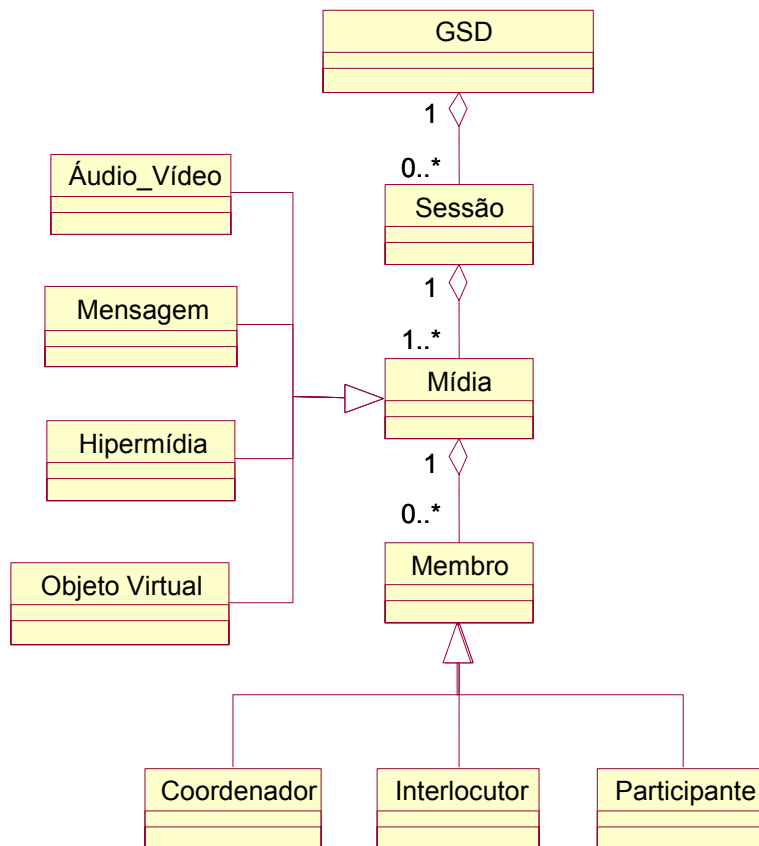 GSD
1
0..*
Áudio_Vídeo
Sessão
1
Mensagem
1..*
Mídia
Hipermídia
1
0..*
Membro
Objeto Virtual
Coordenador
Interlocutor
Participante